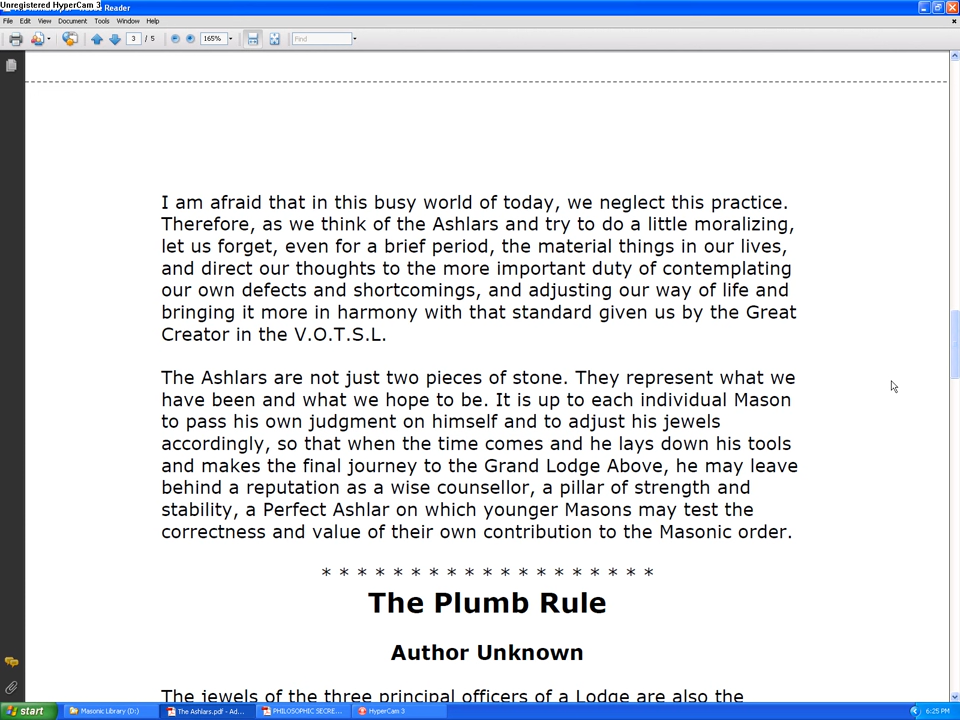 Unregistered HyperCam 3
Reader
File Edit View Document Tools Window Help
3 / 5 165% Find
I am afraid that in this busy world of today, we neglect this practice.
Therefore, as we think of the Ashlars and try to do a little moralizing,
let us forget, even for a brief period, the material things in our lives,
and direct our thoughts to the more important duty of contemplating
our own defects and shortcomings, and adjusting our way of life and
bringing it more in harmony with that standard given us by the Great
Creator in the V.O.T.S.L.
The Ashlars are not just two pieces of stone. They represent what we
have been and what we hope to be. It is up to each individual Mason
to pass his own judgment on himself and to adjust his jewels
accordingly, so that when the time comes and he lays down his tools
and makes the final journey to the Grand Lodge Above, he may leave
behind a reputation as a wise counsellor, a pillar of strength and
stability, a Perfect Ashlar on which younger Masons may test the
correctness and value of their own contribution to the Masonic order.
* * * * * * * * * * * * * * * * * * *
The Plumb Rule
Author Unknown
The jewels of the three principal officers of a Lodge are also the
start Masonic Library (D:) The Ashlars.pdf - Ad... PHILOSOPHIC SECRE... HyperCam 3 6:25 PM